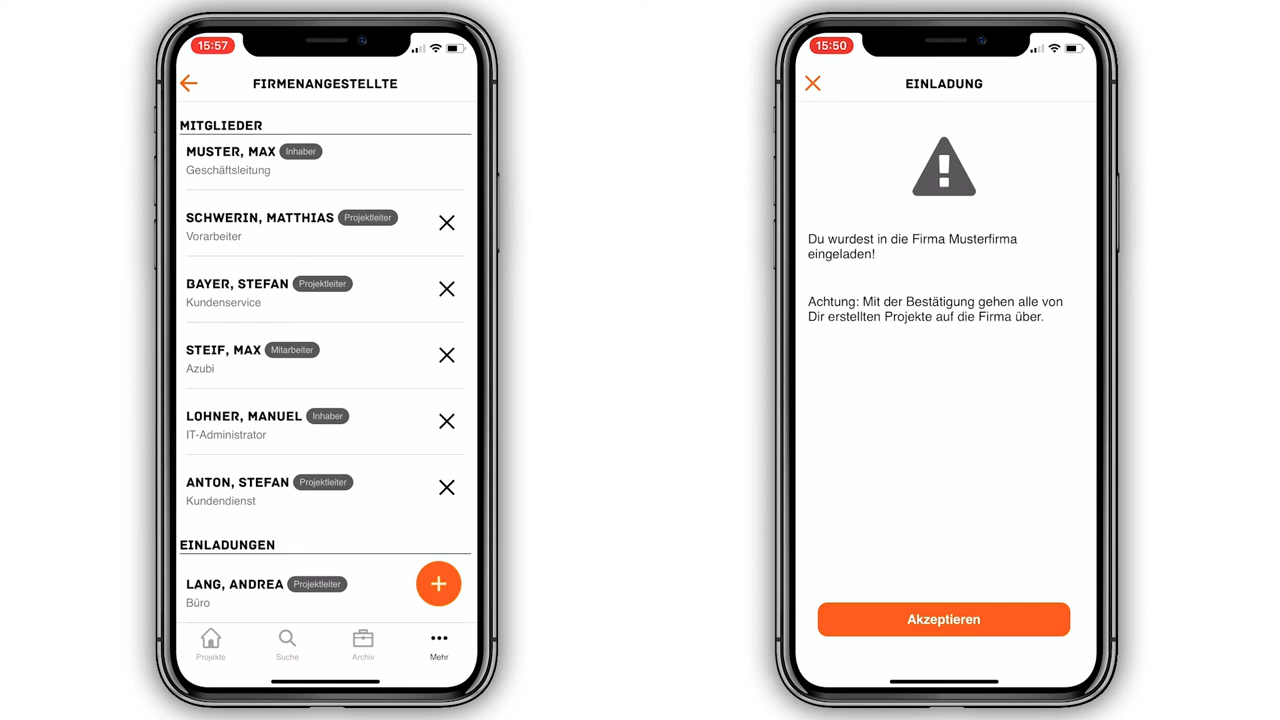 15:57
FIRMENANGESTELLTE
MITGLIEDER
MUSTER, MAX Inhaber
Geschäftsleitung
SCHWERIN, MATTHIAS Projektleiter
Vorarbeiter
BAYER, STEFAN Projektleiter
Kundenservice
STEIF, MAX Mitarbeiter
Azubi
LOHNER, MANUEL Inhaber
IT-Administrator
ANTON, STEFAN Projektleiter
Kundendienst
EINLADUNGEN
LANG, ANDREA Projektleiter
Büro
Projekte Suche Archiv Mehr
15:50
EINLADUNG
Du wurdest in die Firma Musterfirma
eingeladen!
Achtung: Mit der Bestätigung gehen alle von
Dir erstellten Projekte auf die Firma über.
Akzeptieren